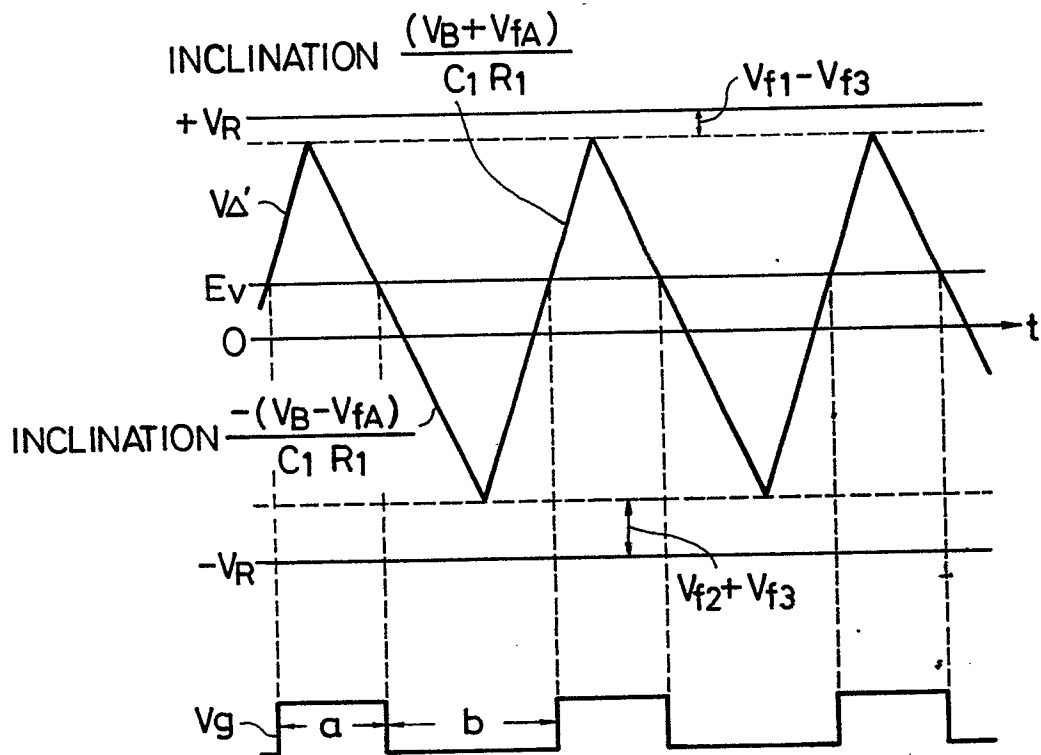 INCLINATION (VB+VfA)
C1 R1
Vf1-Vf3
+VR
VΔ'
Ev
0
t
INCLINATION -(VB-VfA)
C1 R1
-VR
Vf2+Vf3
Vg
a
b